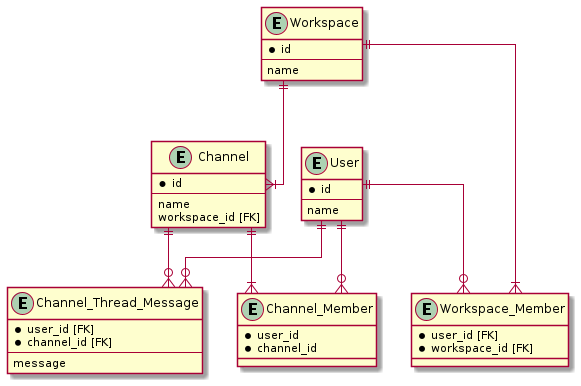 E Workspace
id
name
E Channel
id
name
workspace_id [FK]
E User
id
name
E Channel_Thread_Message
user_id [FK]
channel_id [FK]
message
E Channel_Member
user_id
channel_id
E Workspace_Member
user_id [FK]
workspace_id [FK]